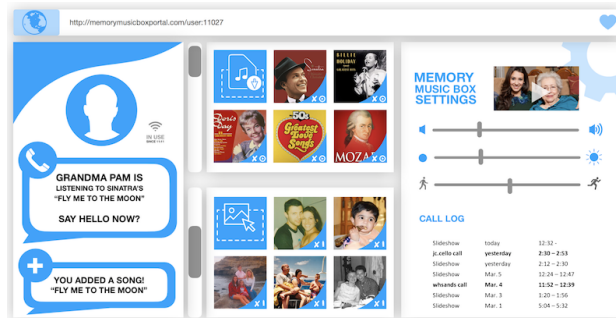 http://memorymusicboxportal.com/user:11027
IN USE
GRANDMA PAM IS
LISTENING TO SINATRA'S
"FLY ME TO THE MOON"
SAY HELLO NOW?
YOU ADDED A SONG!
"FLY ME TO THE MOON"
Sinatra
BILLIE
HOLIDAY
Doris
Day
'50s
Greatest
Love
Songs
MOZA
MEMORY
MUSIC BOX
SETTINGS
CALL LOG
Slideshow today 12:32 -
jc.cello call yesterday 2:30 – 2:53
Slideshow yesterday 2:12 – 2:30
Slideshow Mar. 5 12:24 – 12:47
whsands call Mar. 4 11:52 – 12:39
Slideshow Mar. 3 1:20 – 1:56
Slideshow Mar. 1 5:04 – 5:32